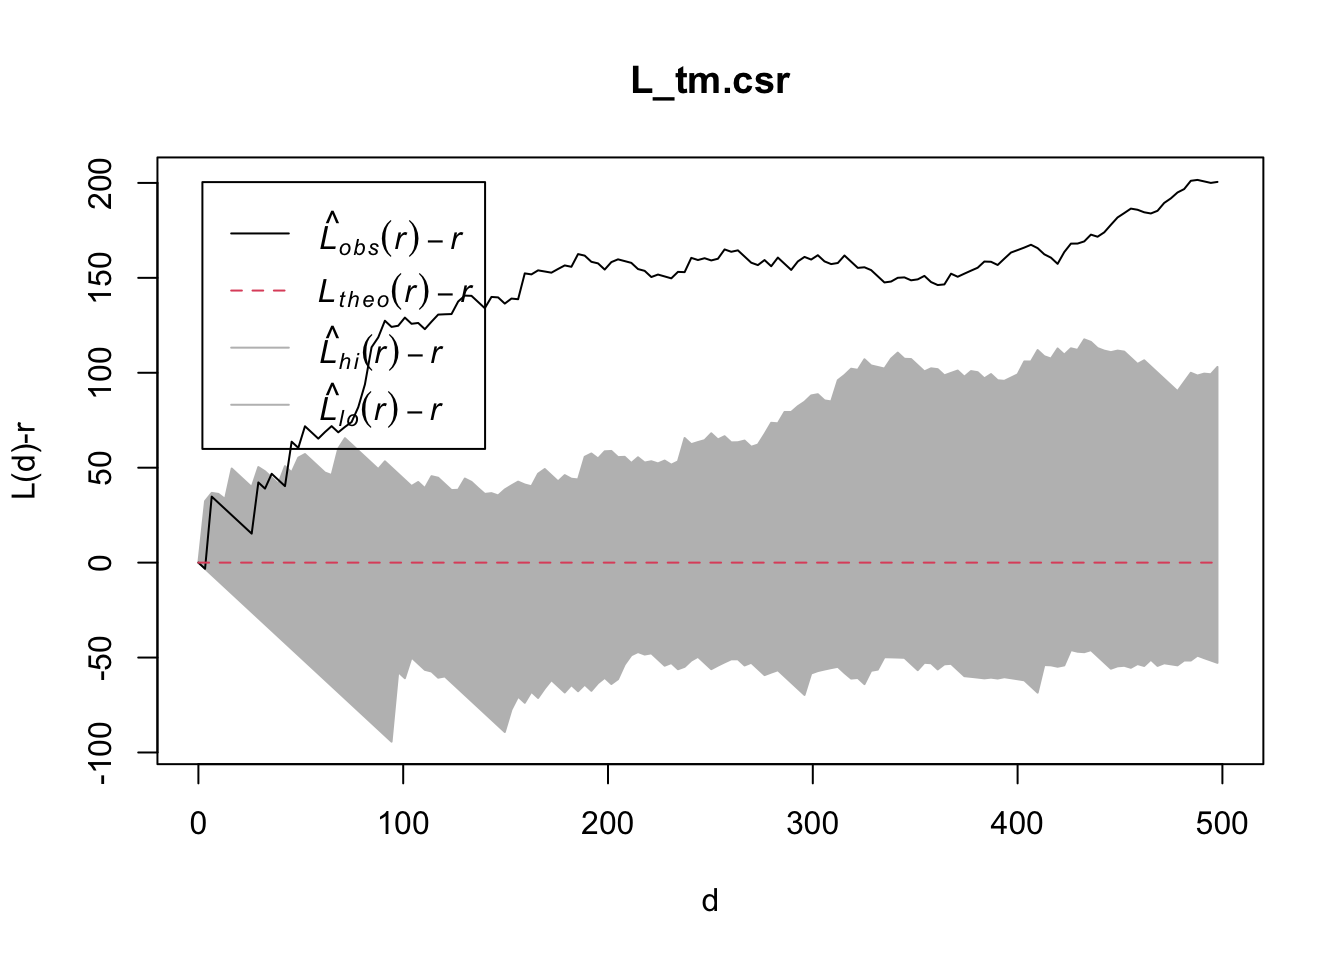 L_tm.csr
L(d)-r
200
150
100
50
0
-50
-100
L̂obs(r) − r
Ltheo(r) − r
L̂hi(r) − r
L̂lo(r) − r
0 100 200 300 400 500
d